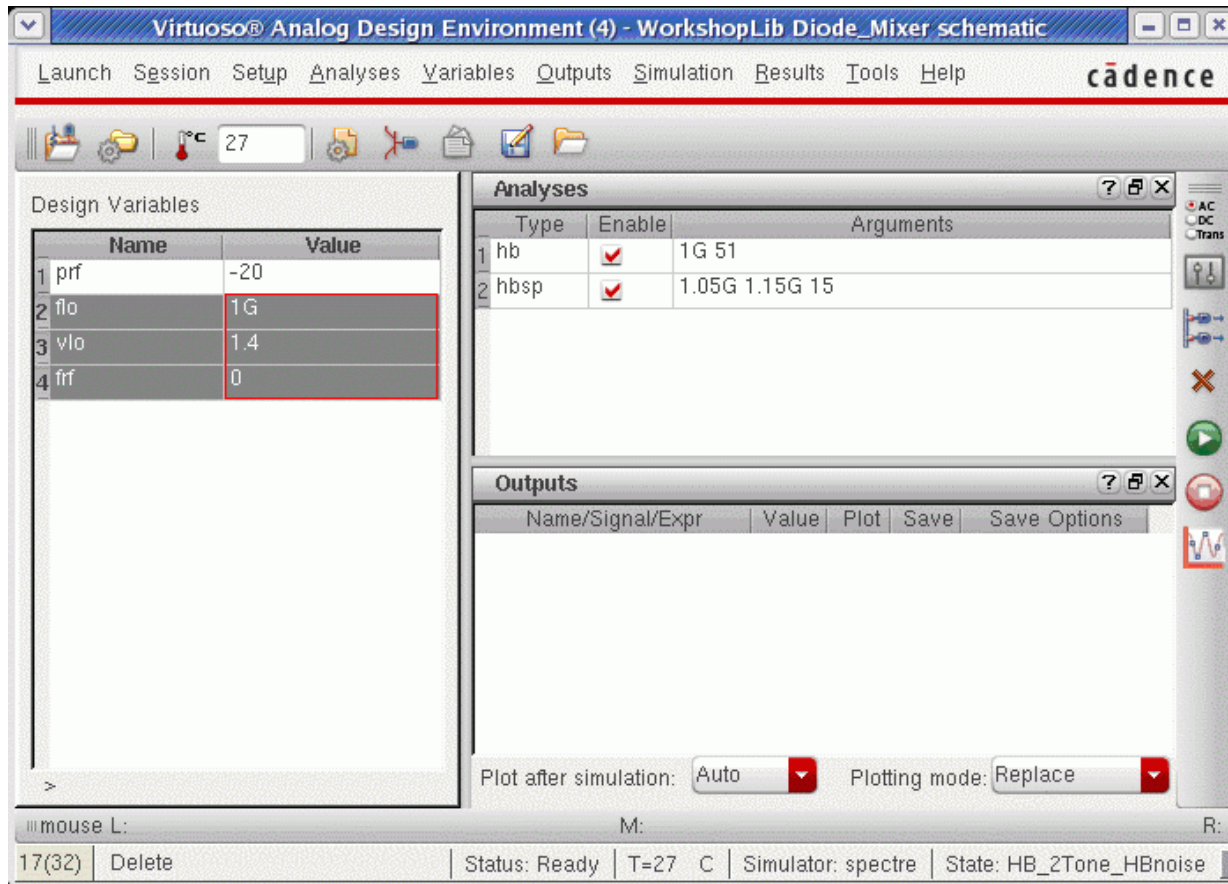 Virtuoso® Analog Design Environment (4) - WorkshopLib Diode_Mixer schematic
Launch Session Setup Analyses Variables Outputs Simulation Results Tools Help cādence
°C 27
Design Variables
Name Value
1 prf -20
2 flo 1G
3 vlo 1.4
4 frf 0
>
Analyses
Type Enable Arguments
1 hb 1G 51
2 hbsp 1.05G 1.15G 15
Outputs
Name/Signal/Expr Value Plot Save Save Options
Plot after simulation: Auto Plotting mode: Replace
AC
DC
Trans
mouse L: M: R:
17(32) Delete Status: Ready T=27 C Simulator: spectre State: HB_2Tone_HBnoise